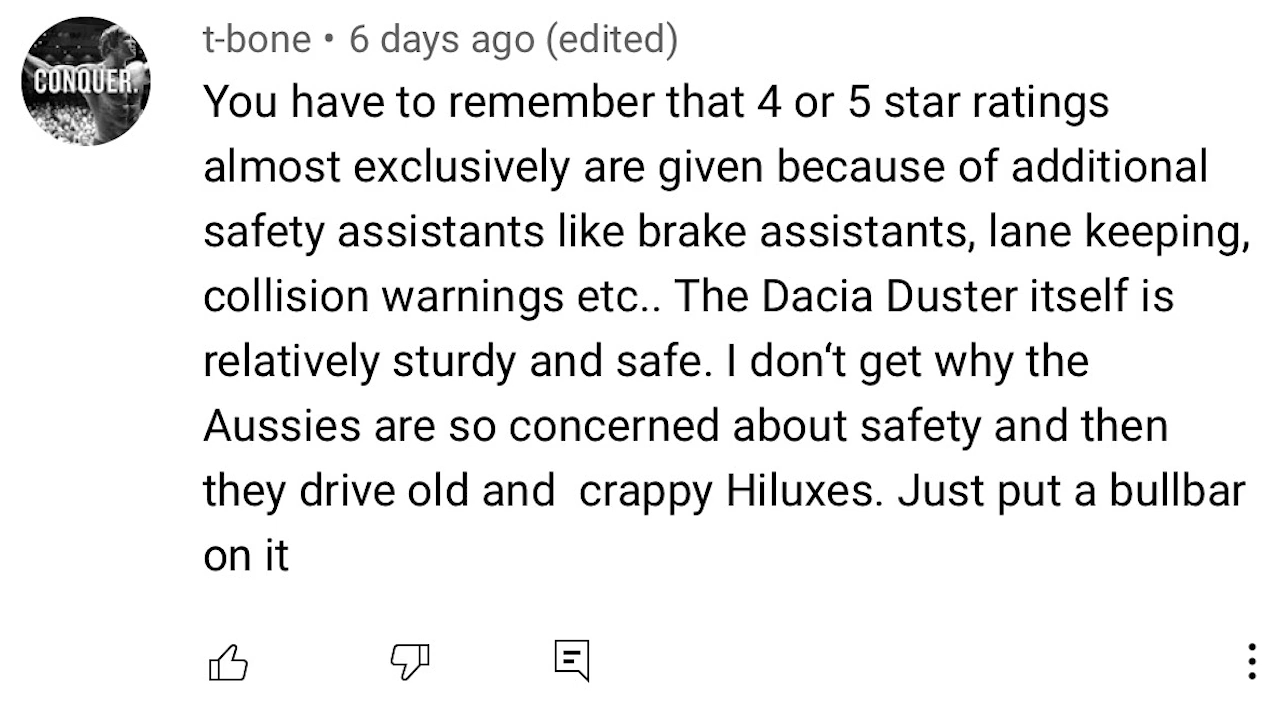 CONQUER.
t-bone • 6 days ago (edited)
You have to remember that 4 or 5 star ratings
almost exclusively are given because of additional
safety assistants like brake assistants, lane keeping,
collision warnings etc.. The Dacia Duster itself is
relatively sturdy and safe. I don‘t get why the
Aussies are so concerned about safety and then
they drive old and  crappy Hiluxes. Just put a bullbar
on it